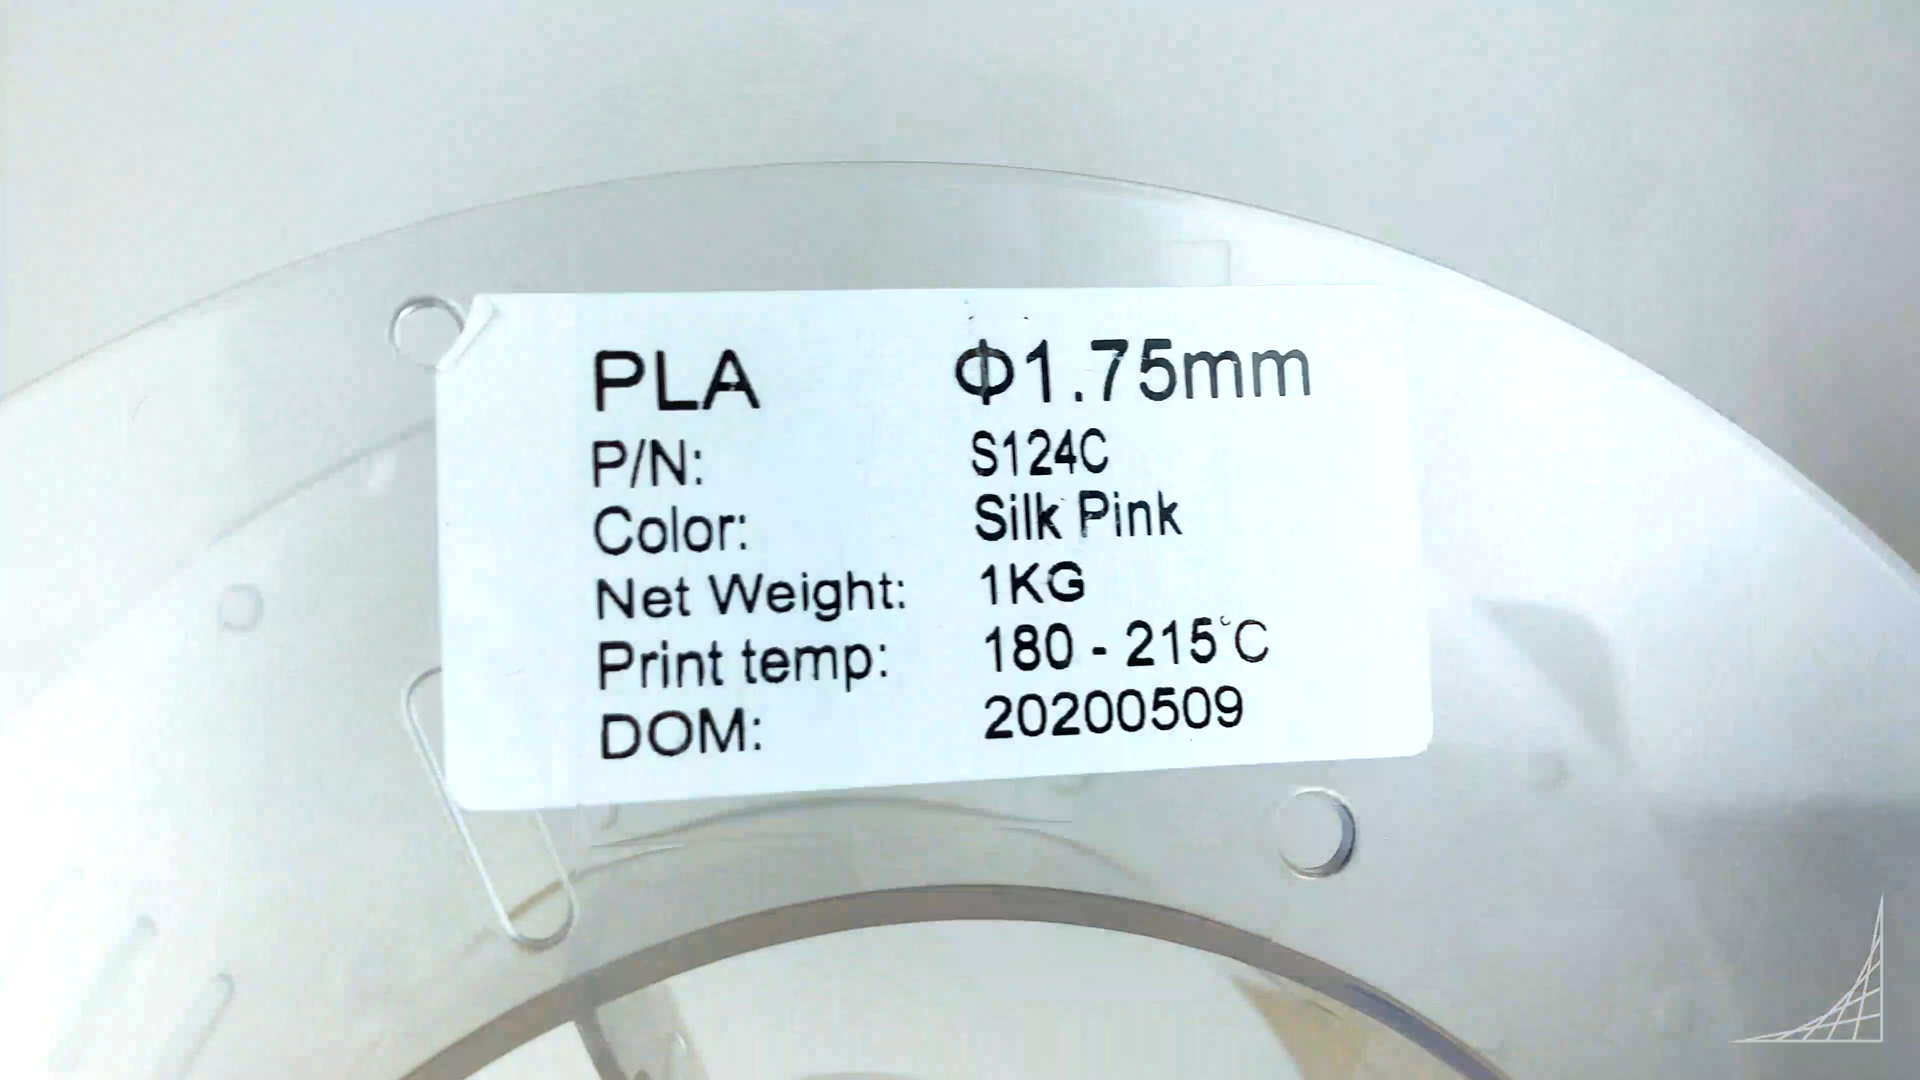 PLA Φ1.75mm
P/N: S124C
Color: Silk Pink
Net Weight: 1KG
Print temp: 180 - 215°C
DOM: 20200509